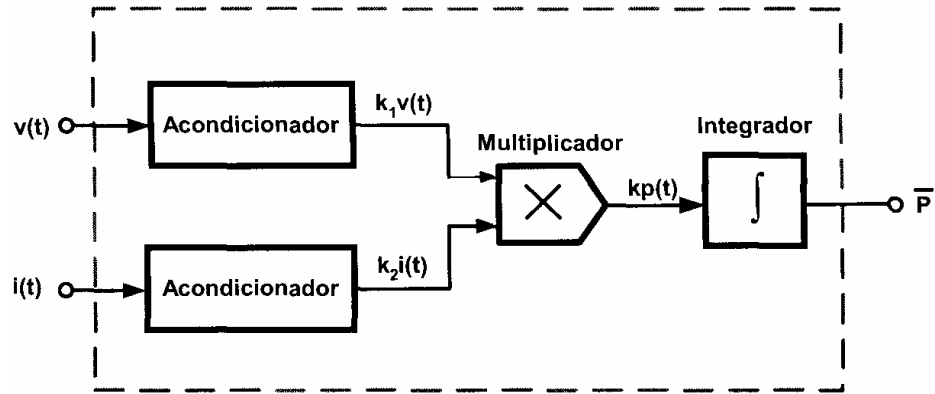 v(t)
Acondicionador
k₁v(t)
Multiplicador
Integrador
×
kp(t)
∫
P̅
i(t)
Acondicionador
k₂i(t)